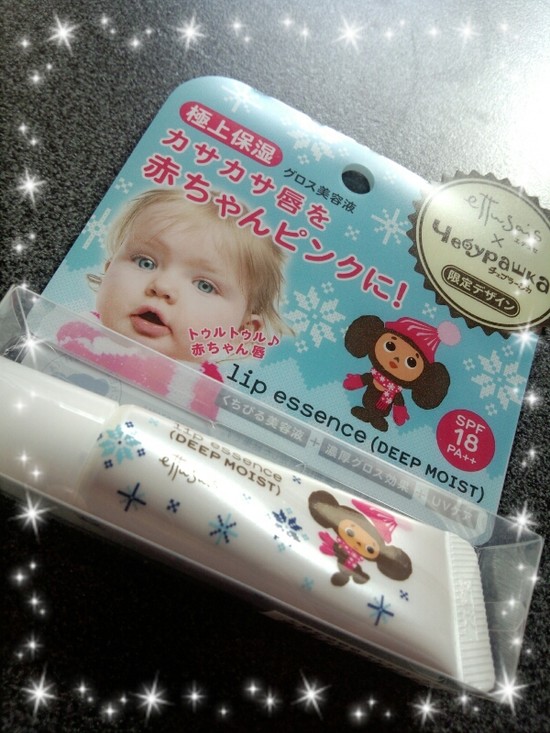 極上保湿
グロス美容液
カサカサ唇を
赤ちゃんピンクに!
ettusais
×
Чебурашка
チェブラーシカ
限定デザイン
トゥルトゥル♪
赤ちゃん唇
lip essence (DEEP MOIST)
くちびる美容液 + 濃厚グロス効果 + UVケア
SPF
18
PA++
lip essence
(DEEP MOIST)
ettusais